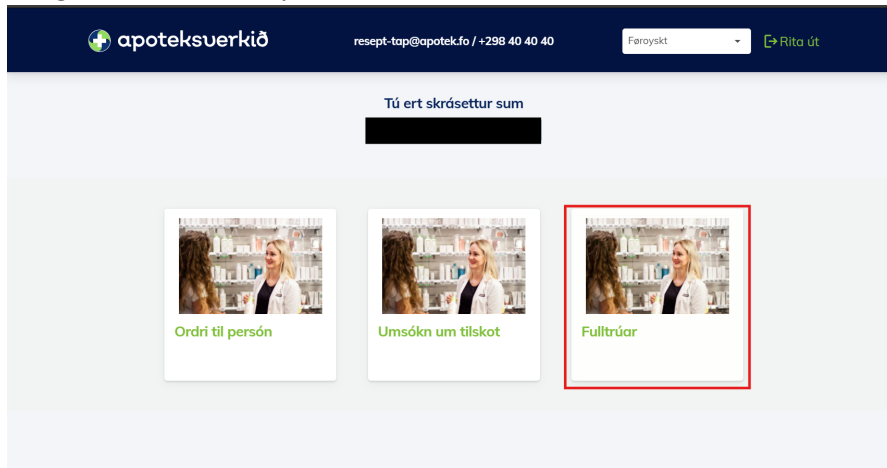 apoteksverkið
resept-tap@apotek.fo / +298 40 40 40
Føroyskt
Rita út
Tú ert skrásettur sum
Ordri til persón
Umsókn um tilskot
Fulltrúar